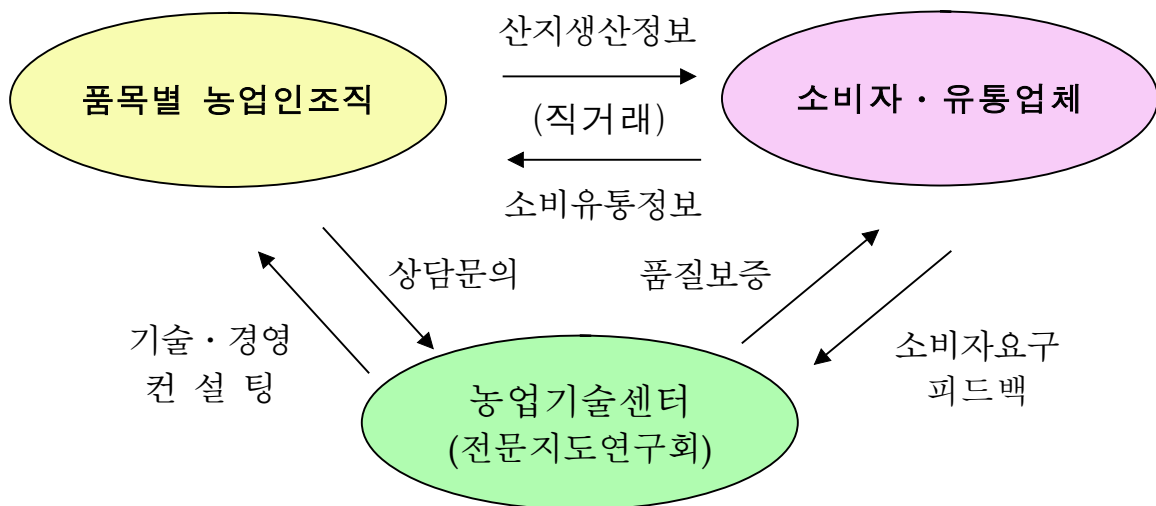 산지생산정보
품목별 농업인조직
소비자 · 유통업체
(직거래)
소비유통정보
상담문의
품질보증
기술 · 경영
컨 설 팅
소비자요구
피드백
농업기술센터
(전문지도연구회)